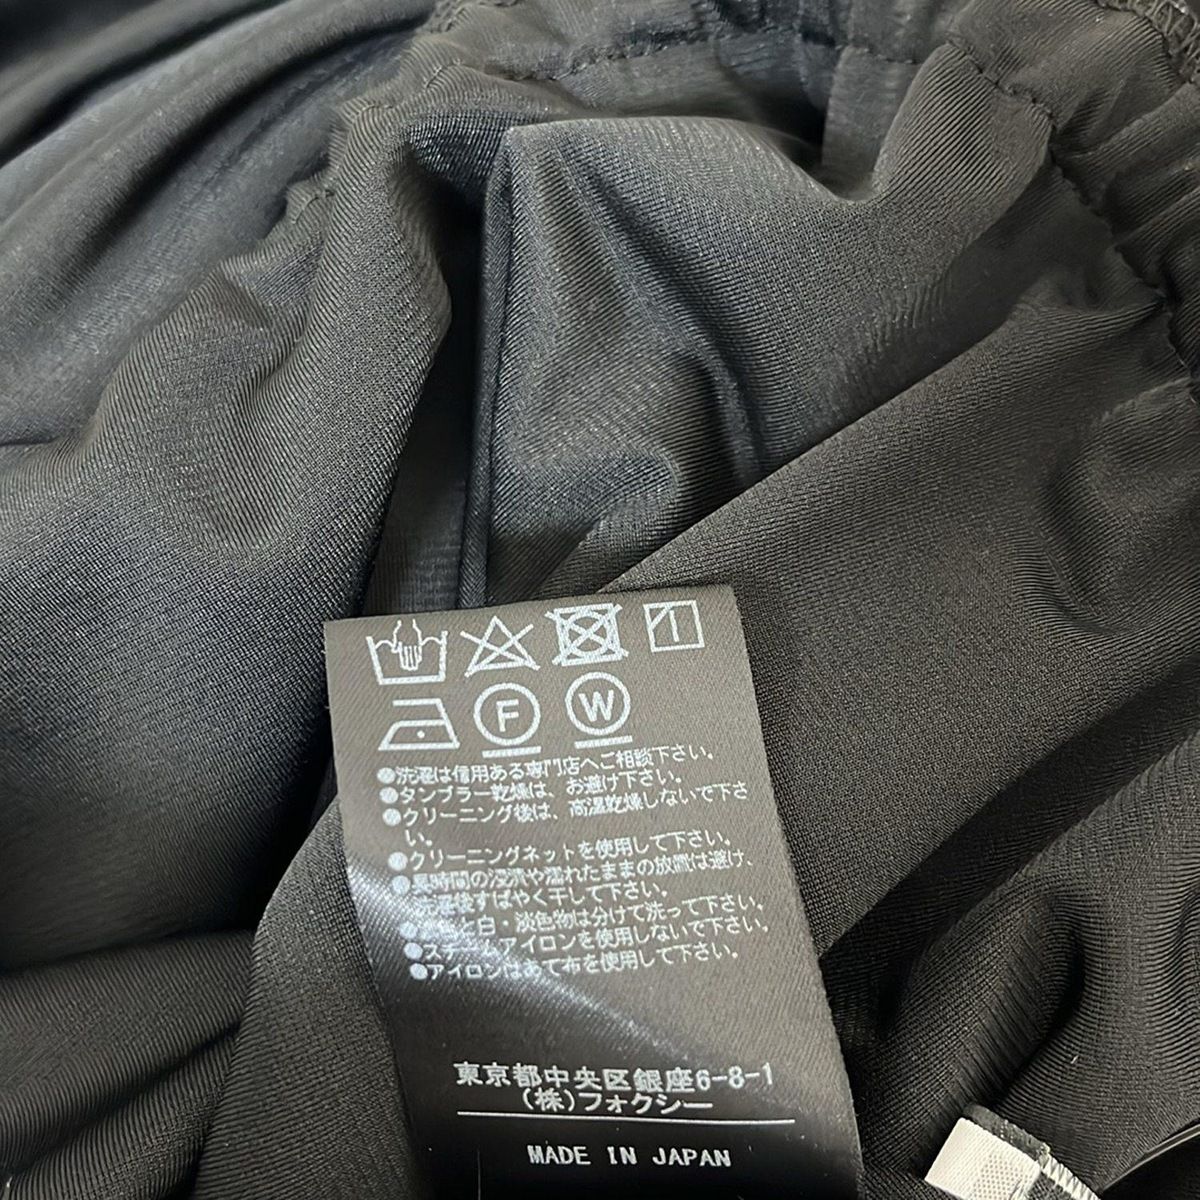 F W
●洗濯は信用ある専門店へご相談下さい。
●タンブラー乾燥は、お避け下さい。
●クリーニング後は、高温乾燥しないで下さ
い。
●クリーニングネットを使用して下さい。
●長時間の浸漬や濡れたままの放置は避け、
洗濯後すばやく干して下さい。
と白・淡色物は分けて洗って下さい。
●スチームアイロンを使用しないで下さい。
●アイロンはあて布を使用して下さい。
東京都中央区銀座6-8-1
(株)フォクシー
MADE IN JAPAN